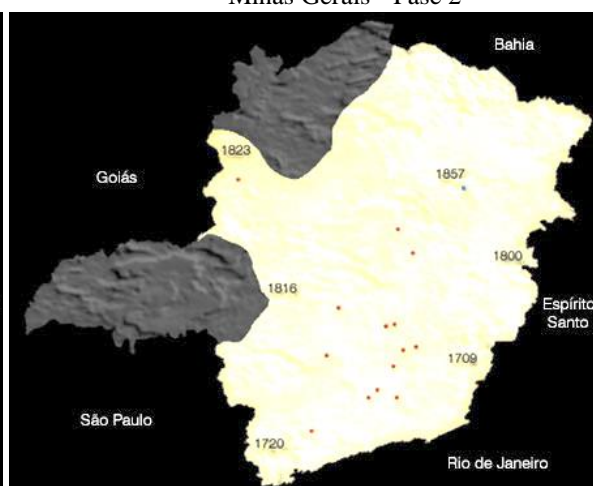 Minas Gerais - Fase 2
Bahia
1823
Goiás
1857
1800
1816
Espírito
Santo
1709
São Paulo
1720
Rio de Janeiro